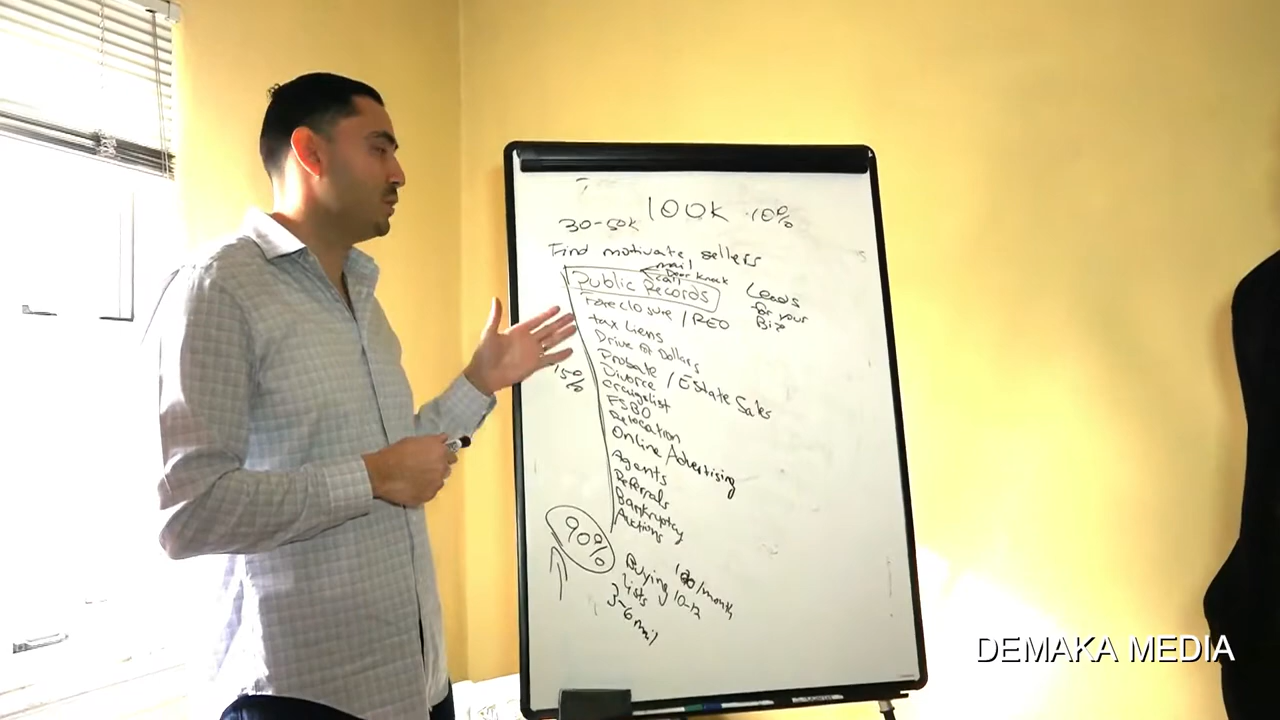 100K 10%
30-50K
Find motivate, sellers
mail
Door knock
call
Public Records
Leads
for your
Biz
Foreclosure / REO
tax Liens
Drive for Dollars
Probate / Estate Sales
Divorce
craigslist
FSBO
Relocation
Online Advertising
Agents
Referrals
Bankruptcy
Auctions
15%
90%
Buying 100/month
lists 10-12
3-6 mail
DEMAKA MEDIA